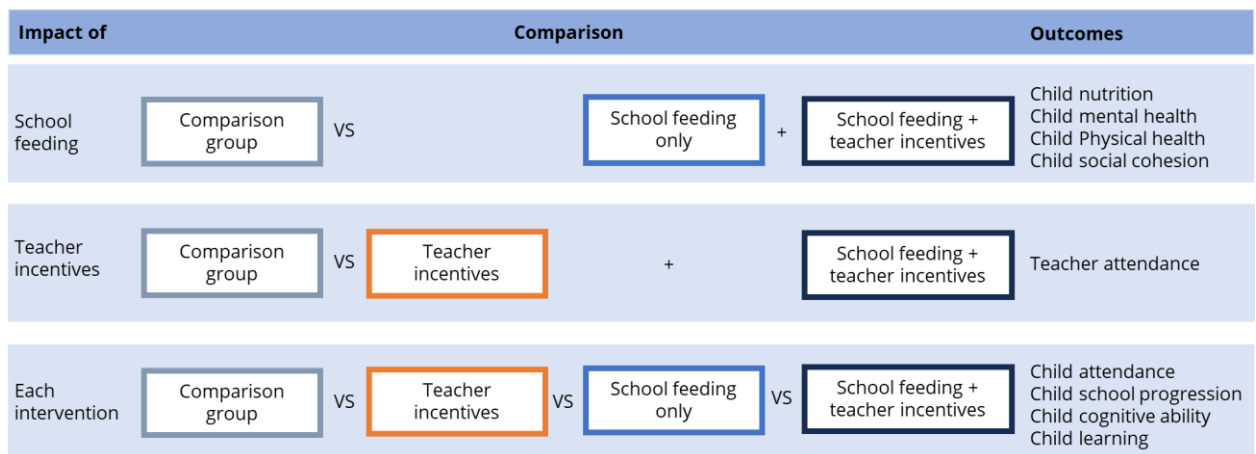 Impact of
Comparison
Outcomes
School
feeding
Comparison
group
VS
School feeding
only
+
School feeding +
teacher incentives
Child nutrition
Child mental health
Child Physical health
Child social cohesion
Teacher
incentives
Comparison
group
VS
Teacher
incentives
+
School feeding +
teacher incentives
Teacher attendance
Each
intervention
Comparison
group
VS
Teacher
incentives
VS
School feeding
only
VS
School feeding +
teacher incentives
Child attendance
Child school progression
Child cognitive ability
Child learning